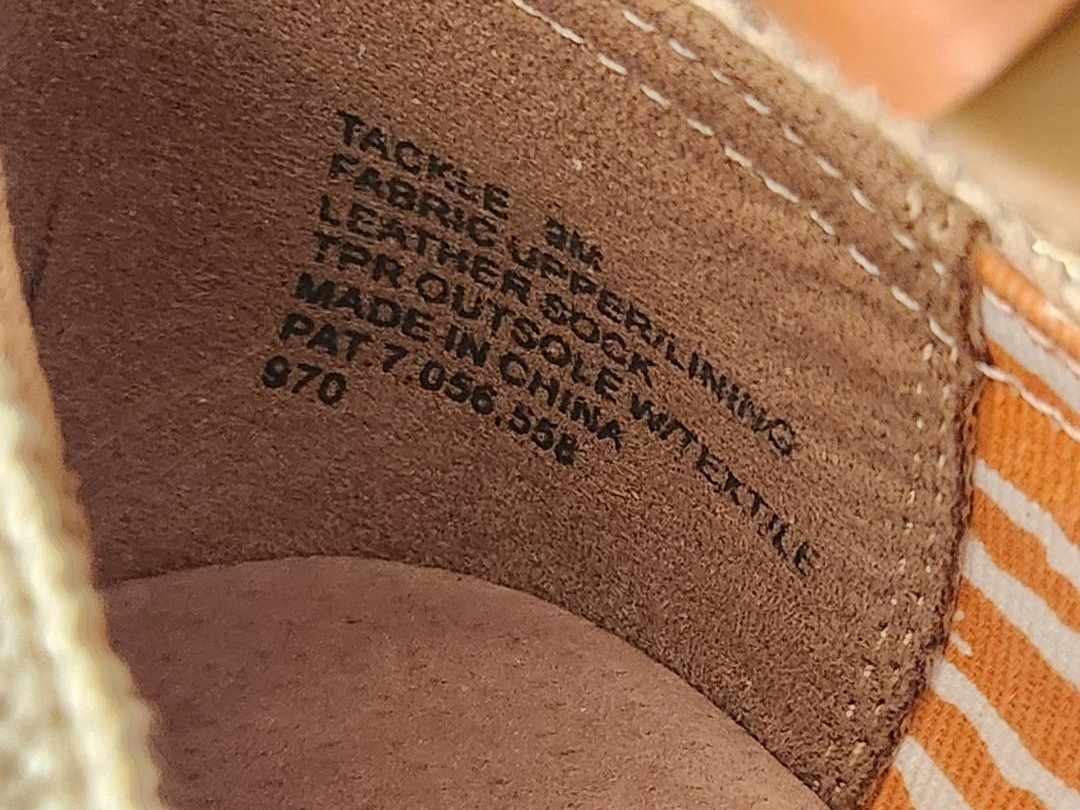 TACKLE 9M
FABRIC UPPER/LINING
LEATHER SOCK
TPR OUTSOLE W/TEXTILE
MADE IN CHINA
PAT 7.056.558
970